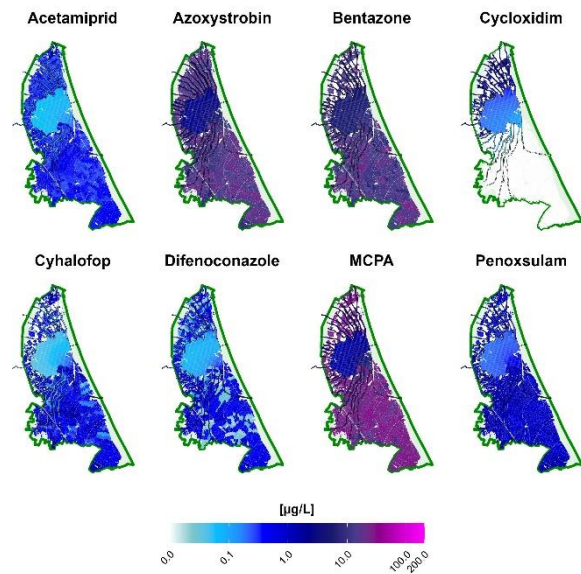 Acetamiprid Azoxystrobin Bentazone Cycloxidim
Cyhalofop Difenoconazole MCPA Penoxsulam
[µg/L]
0.0 0.1 1.0 10.0 100.0 200.0